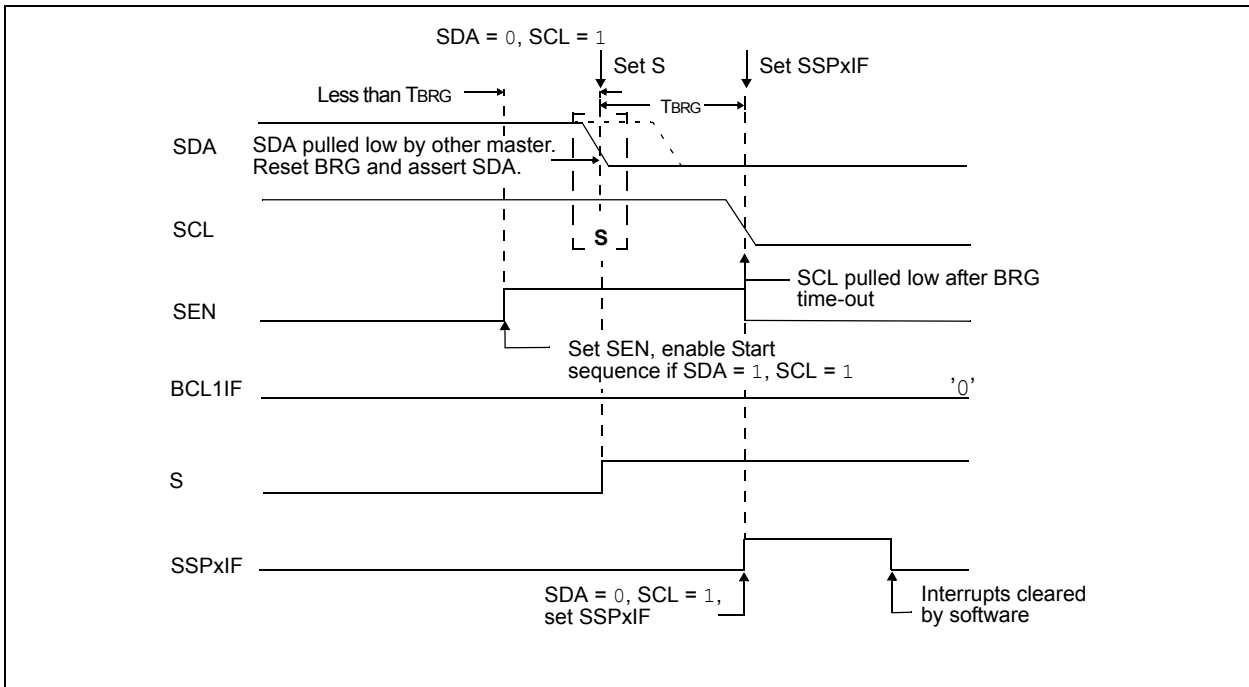 SDA = 0, SCL = 1
Set S
Set SSPxIF
Less than TBRG
TBRG
SDA
SDA pulled low by other master.
Reset BRG and assert SDA.
SCL
S
SCL pulled low after BRG
time-out
SEN
Set SEN, enable Start
sequence if SDA = 1, SCL = 1
BCL1IF
'0'
S
SSPxIF
SDA = 0, SCL = 1,
set SSPxIF
Interrupts cleared
by software